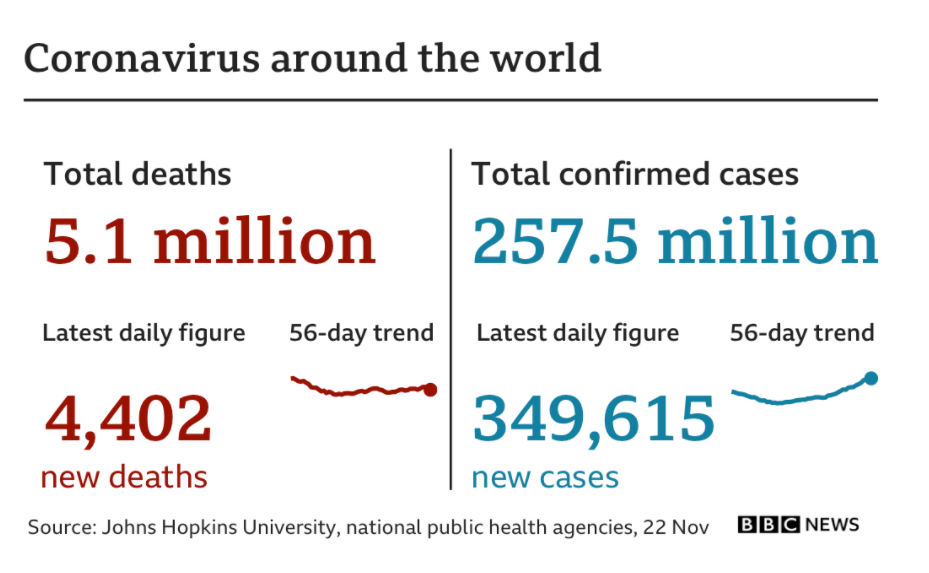 Coronavirus around the world
Total deaths
5.1 million
Latest daily figure
56-day trend
4,402
new deaths
Total confirmed cases
257.5 million
Latest daily figure
56-day trend
349,615
new cases
Source: Johns Hopkins University, national public health agencies, 22 Nov
BBC NEWS